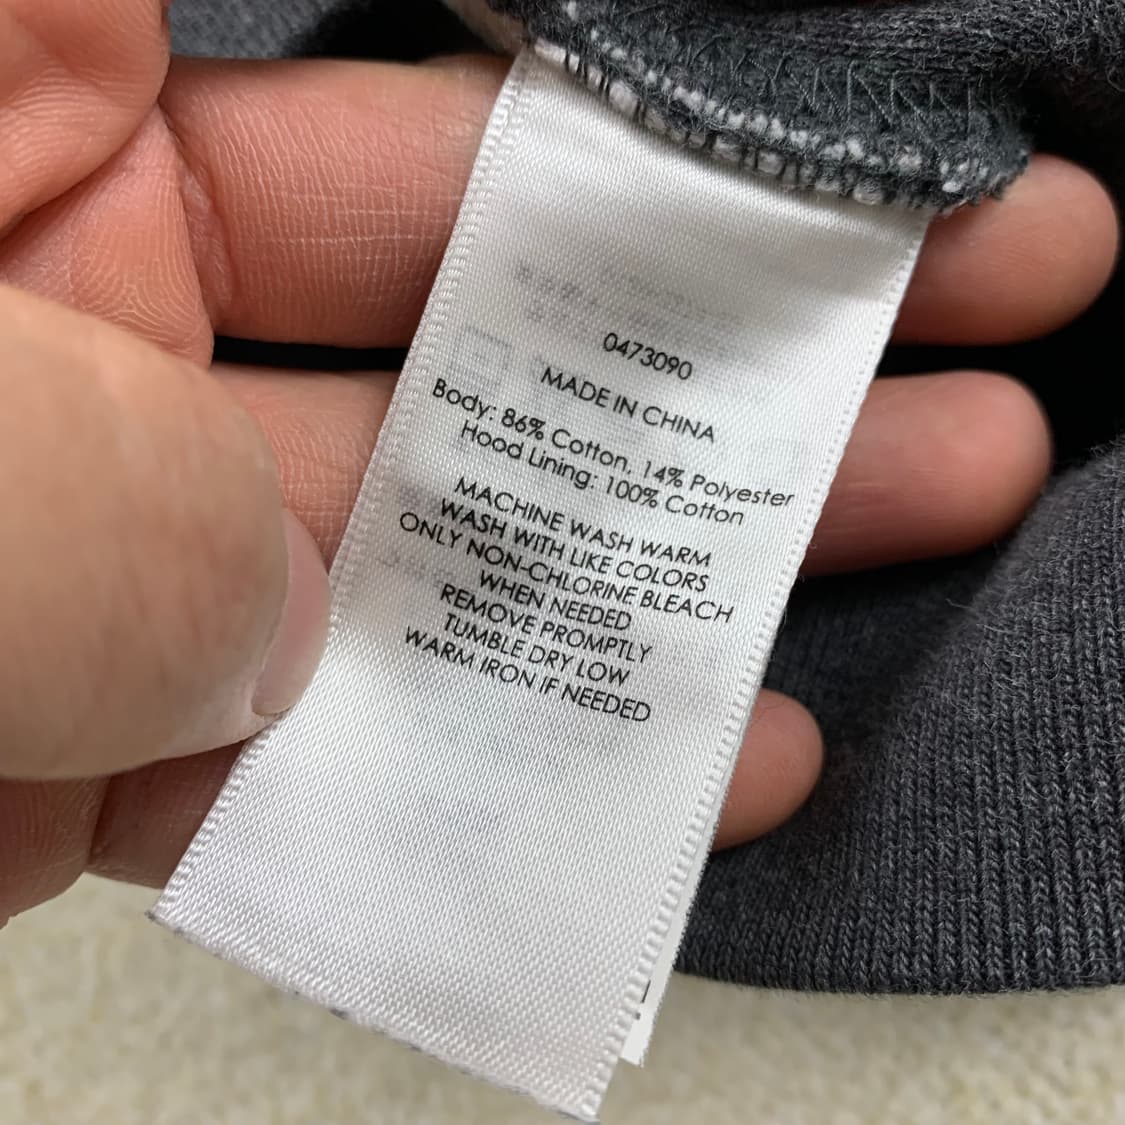 0473090
MADE IN CHINA
Body: 86% Cotton, 14% Polyester
Hood Lining: 100% Cotton
MACHINE WASH WARM
WASH WITH LIKE COLORS
ONLY NON-CHLORINE BLEACH
WHEN NEEDED
REMOVE PROMPTLY
TUMBLE DRY LOW
WARM IRON IF NEEDED